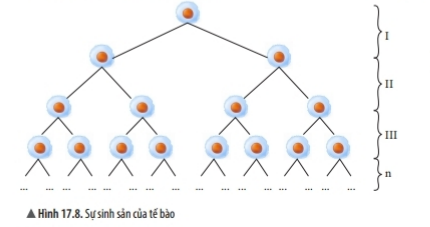 I
II
III
n
... ... ... ... ... ... ... ... ... ... ... ... ... ... ... ...
▲ Hình 17.8. Sự sinh sản của tế bào